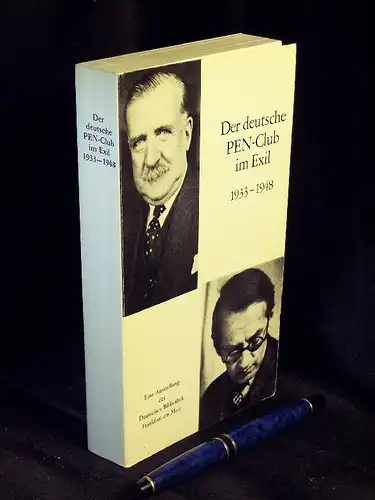 Der
deutsche
PEN-Club
im Exil
1933–1948
Der deutsche
PEN-Club
im Exil
1933–1948
Eine Ausstellung
der
Deutschen Bibliothek
Frankfurt am Main